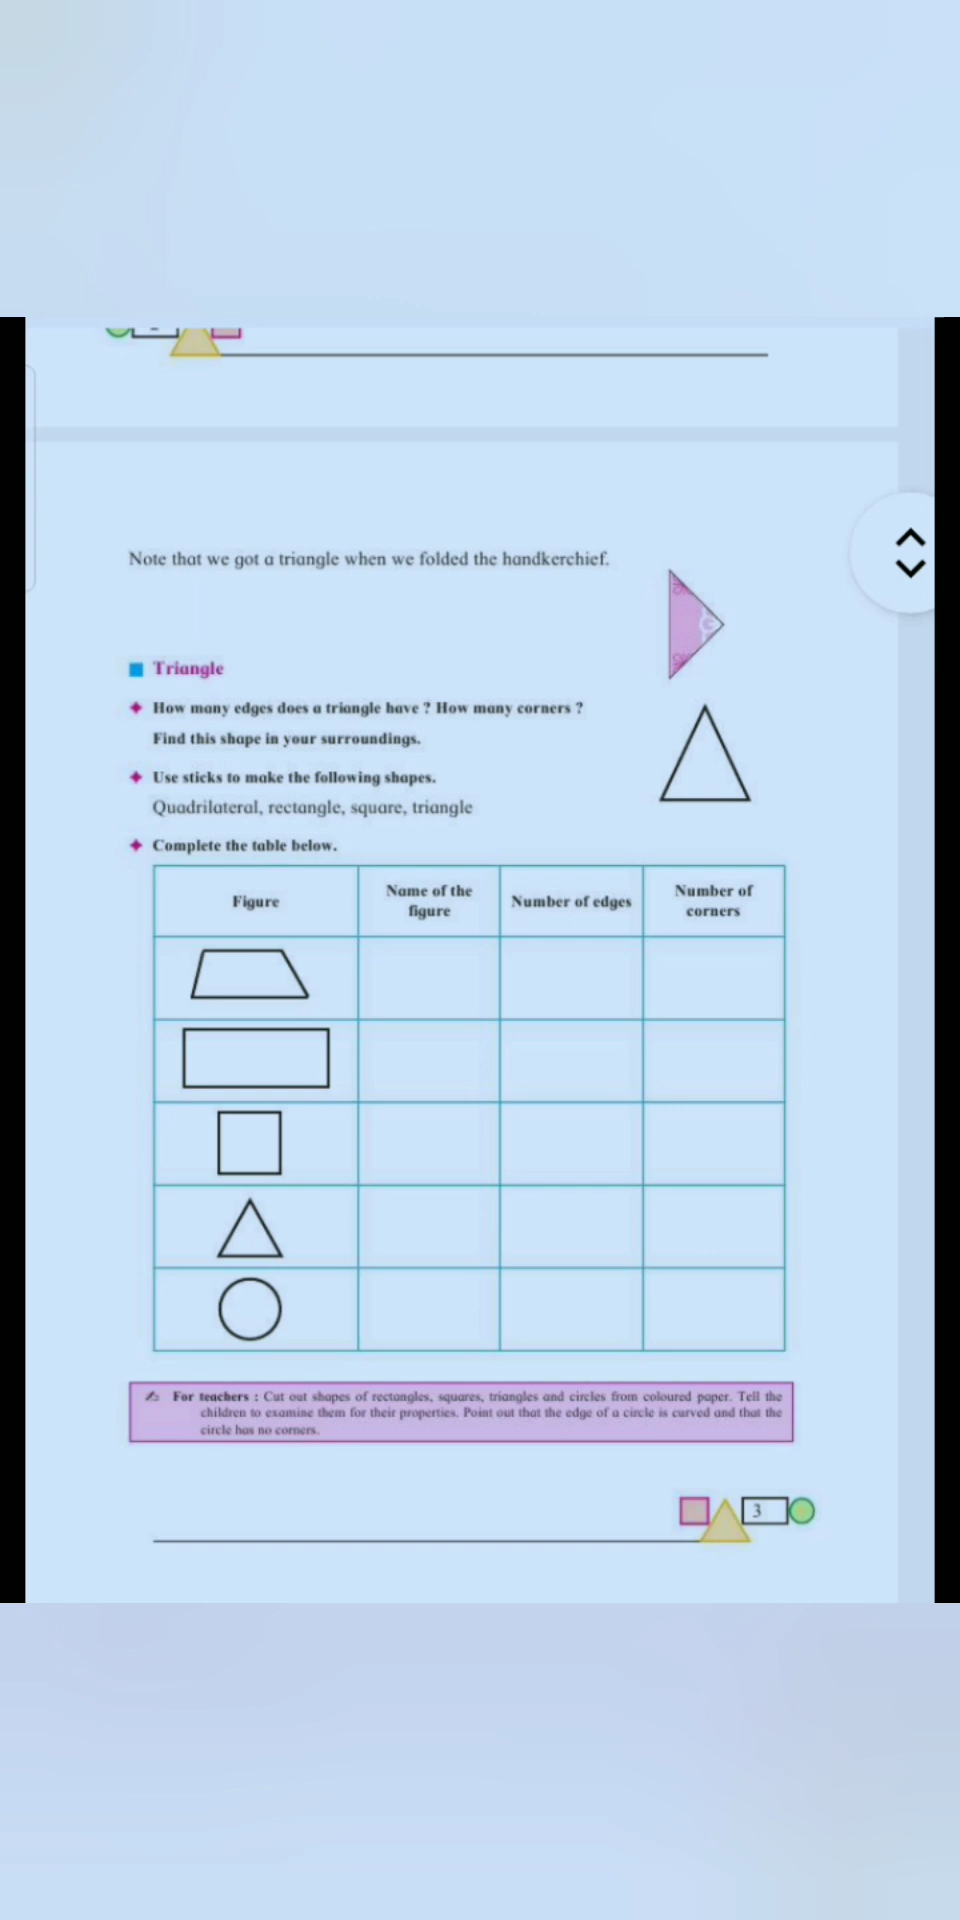 Note that we got a triangle when we folded the handkerchief.
Triangle
How many edges does a triangle have ? How many corners ?
Find this shape in your surroundings.
Use sticks to make the following shapes.
Quadrilateral, rectangle, square, triangle
Complete the table below.
Figure
Name of the
figure
Number of edges
Number of
corners
For teachers : Cut out shapes of rectangles, squares, triangles and circles from coloured paper. Tell the
children to examine them for their properties. Point out that the edge of a circle is curved and that the
circle has no corners.
3